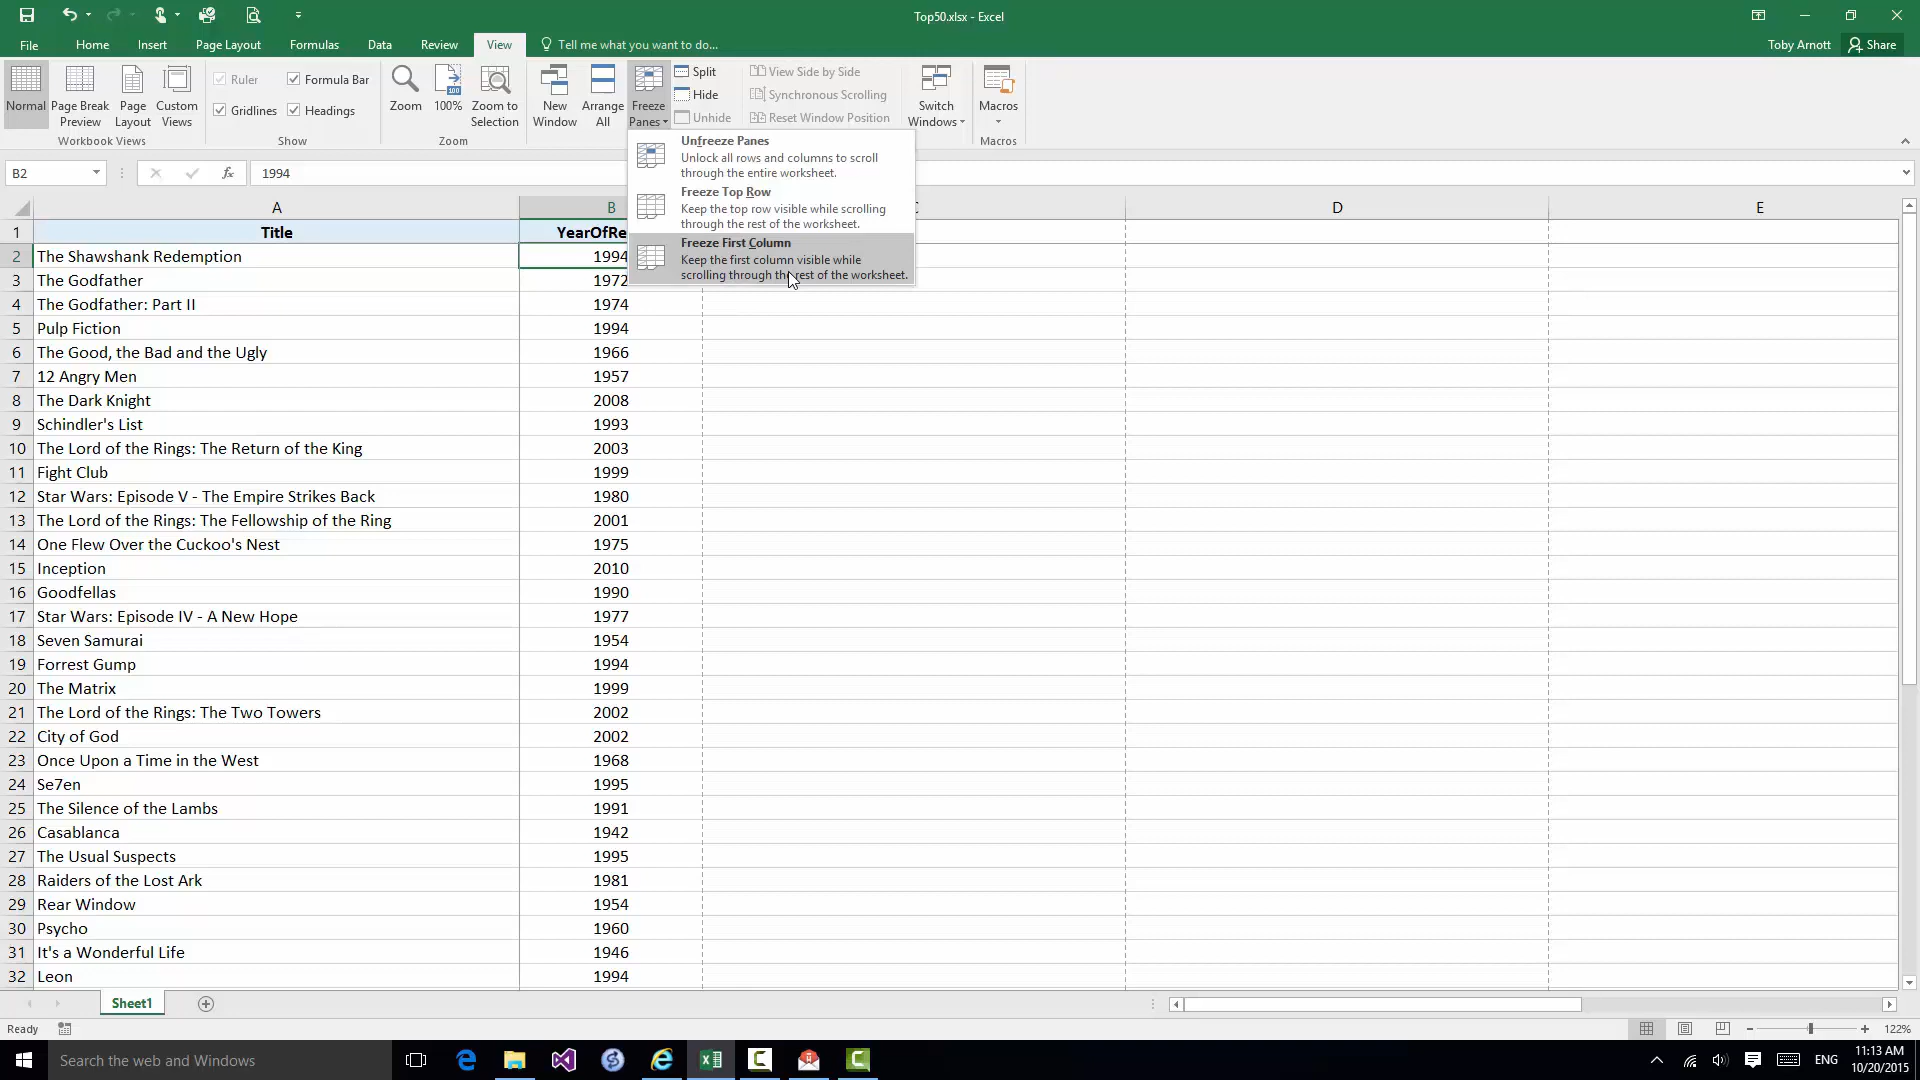 Top50.xlsx - Excel
File Home Insert Page Layout Formulas Data Review View Tell me what you want to do... Toby Arnott Share
Normal
Page Break
Preview
Page
Layout
Custom
Views
Workbook Views
Ruler
Formula Bar
Gridlines
Headings
Show
Zoom
100%
Zoom to
Selection
Zoom
New
Window
Arrange
All
Freeze
Panes
Split
Hide
Unhide
View Side by Side
Synchronous Scrolling
Reset Window Position
Switch
Windows
Macros
Macros
Unfreeze Panes
Unlock all rows and columns to scroll
through the entire worksheet.
Freeze Top Row
Keep the top row visible while scrolling
through the rest of the worksheet.
Freeze First Column
Keep the first column visible while
scrolling through the rest of the worksheet.
B2 fx 1994
A B D E
1 Title YearOfRe
2 The Shawshank Redemption 1994
3 The Godfather 1972
4 The Godfather: Part II 1974
5 Pulp Fiction 1994
6 The Good, the Bad and the Ugly 1966
7 12 Angry Men 1957
8 The Dark Knight 2008
9 Schindler's List 1993
10 The Lord of the Rings: The Return of the King 2003
11 Fight Club 1999
12 Star Wars: Episode V - The Empire Strikes Back 1980
13 The Lord of the Rings: The Fellowship of the Ring 2001
14 One Flew Over the Cuckoo's Nest 1975
15 Inception 2010
16 Goodfellas 1990
17 Star Wars: Episode IV - A New Hope 1977
18 Seven Samurai 1954
19 Forrest Gump 1994
20 The Matrix 1999
21 The Lord of the Rings: The Two Towers 2002
22 City of God 2002
23 Once Upon a Time in the West 1968
24 Se7en 1995
25 The Silence of the Lambs 1991
26 Casablanca 1942
27 The Usual Suspects 1995
28 Raiders of the Lost Ark 1981
29 Rear Window 1954
30 Psycho 1960
31 It's a Wonderful Life 1946
32 Leon 1994
Sheet1
Ready 122%
Search the web and Windows
ENG
11:13 AM
10/20/2015